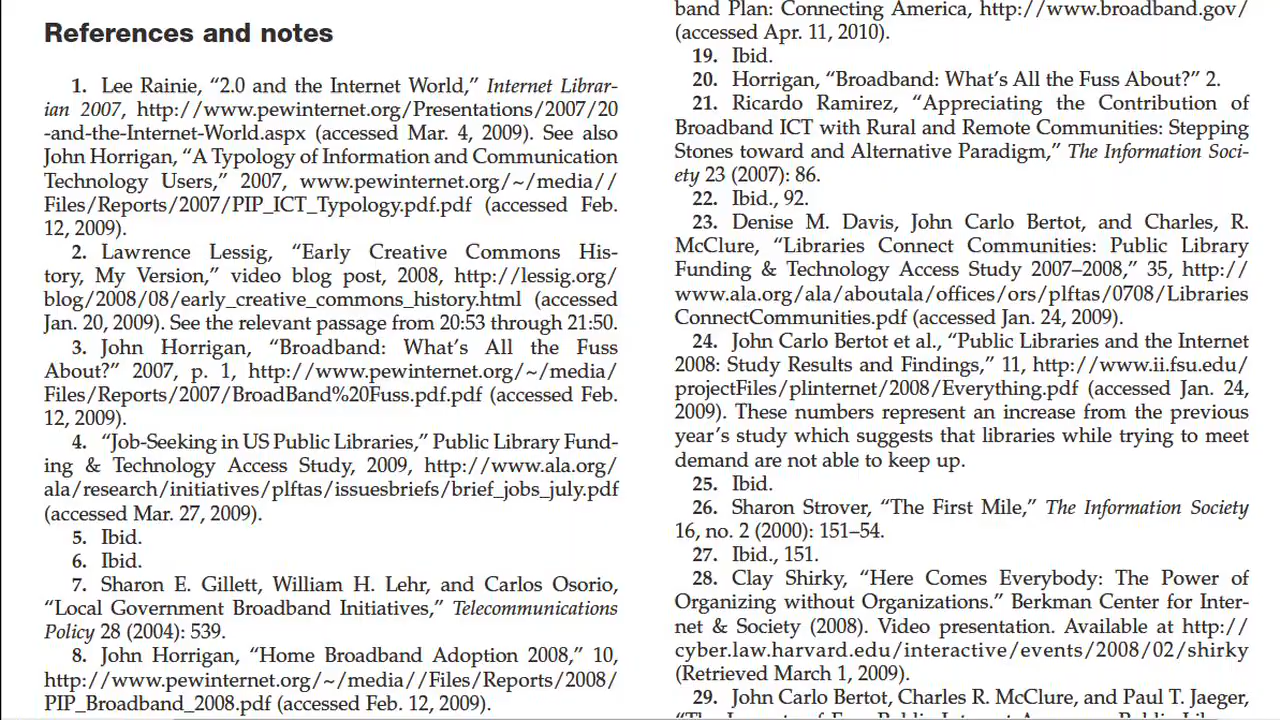 References and notes
1. Lee Rainie, “2.0 and the Internet World,” Internet Librar-
ian 2007, http://www.pewinternet.org/Presentations/2007/20
-and-the-Internet-World.aspx (accessed Mar. 4, 2009). See also
John Horrigan, “A Typology of Information and Communication
Technology Users,” 2007, www.pewinternet.org/~/media//
Files/Reports/2007/PIP_ICT_Typology.pdf.pdf (accessed Feb.
12, 2009).
2. Lawrence Lessig, “Early Creative Commons His-
tory, My Version,” video blog post, 2008, http://lessig.org/
blog/2008/08/early_creative_commons_history.html (accessed
Jan. 20, 2009). See the relevant passage from 20:53 through 21:50.
3. John Horrigan, “Broadband: What’s All the Fuss
About?” 2007, p. 1, http://www.pewinternet.org/~/media/
Files/Reports/2007/BroadBand%20Fuss.pdf.pdf (accessed Feb.
12, 2009).
4. “Job-Seeking in US Public Libraries,” Public Library Fund-
ing & Technology Access Study, 2009, http://www.ala.org/
ala/research/initiatives/plftas/issuesbriefs/brief_jobs_july.pdf
(accessed Mar. 27, 2009).
5. Ibid.
6. Ibid.
7. Sharon E. Gillett, William H. Lehr, and Carlos Osorio,
“Local Government Broadband Initiatives,” Telecommunications
Policy 28 (2004): 539.
8. John Horrigan, “Home Broadband Adoption 2008,” 10,
http://www.pewinternet.org/~/media//Files/Reports/2008/
PIP_Broadband_2008.pdf (accessed Feb. 12, 2009).
band Plan: Connecting America, http://www.broadband.gov/
(accessed Apr. 11, 2010).
19. Ibid.
20. Horrigan, “Broadband: What’s All the Fuss About?” 2.
21. Ricardo Ramirez, “Appreciating the Contribution of
Broadband ICT with Rural and Remote Communities: Stepping
Stones toward and Alternative Paradigm,” The Information Soci-
ety 23 (2007): 86.
22. Ibid., 92.
23. Denise M. Davis, John Carlo Bertot, and Charles, R.
McClure, “Libraries Connect Communities: Public Library
Funding & Technology Access Study 2007–2008,” 35, http://
www.ala.org/ala/aboutala/offices/ors/plftas/0708/Libraries
ConnectCommunities.pdf (accessed Jan. 24, 2009).
24. John Carlo Bertot et al., “Public Libraries and the Internet
2008: Study Results and Findings,” 11, http://www.ii.fsu.edu/
projectFiles/plinternet/2008/Everything.pdf (accessed Jan. 24,
2009). These numbers represent an increase from the previous
year’s study which suggests that libraries while trying to meet
demand are not able to keep up.
25. Ibid.
26. Sharon Strover, “The First Mile,” The Information Society
16, no. 2 (2000): 151–54.
27. Ibid., 151.
28. Clay Shirky, “Here Comes Everybody: The Power of
Organizing without Organizations.” Berkman Center for Inter-
net & Society (2008). Video presentation. Available at http://
cyber.law.harvard.edu/interactive/events/2008/02/shirky
(Retrieved March 1, 2009).
29. John Carlo Bertot, Charles R. McClure, and Paul T. Jaeger,